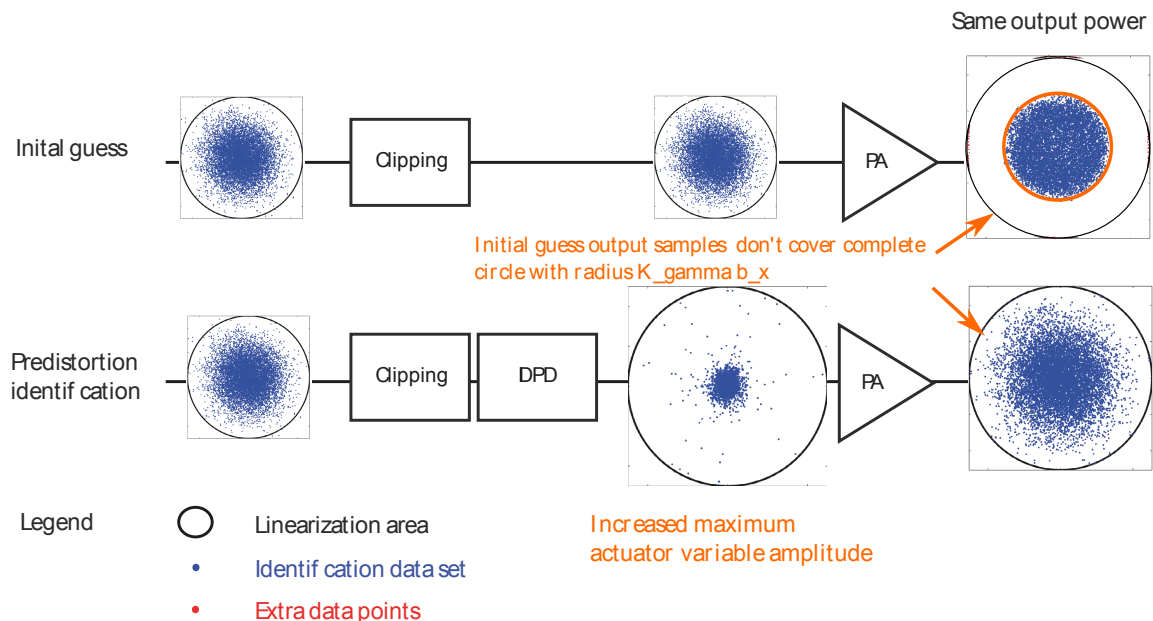 Same output power
Inital guess
Clipping
PA
Initial guess output samples don't cover complete
circle with radius K_gamma b_x
Predistortion
identif cation
Clipping
DPD
PA
Legend
Linearization area
Identif cation data set
Extra data points
Increased maximum
actuator variable amplitude